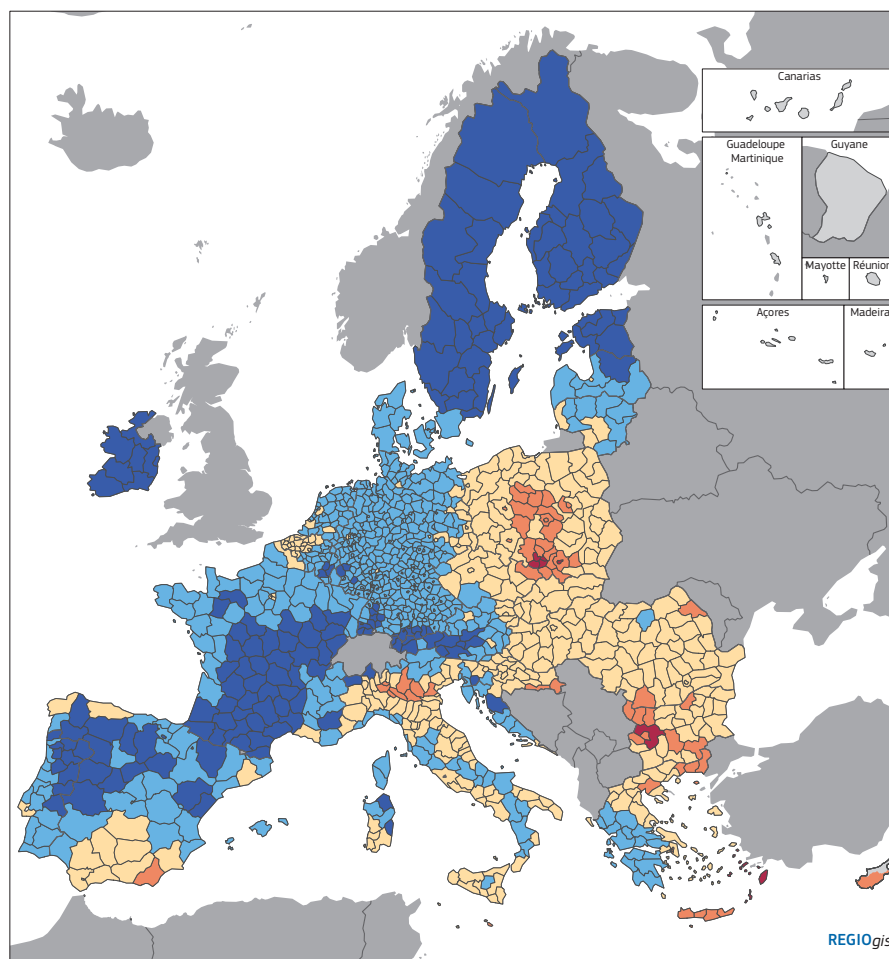 Canarias
Guadeloupe
Martinique
Guyane
Mayotte
Réunion
Açores
Madeira
REGIOgis